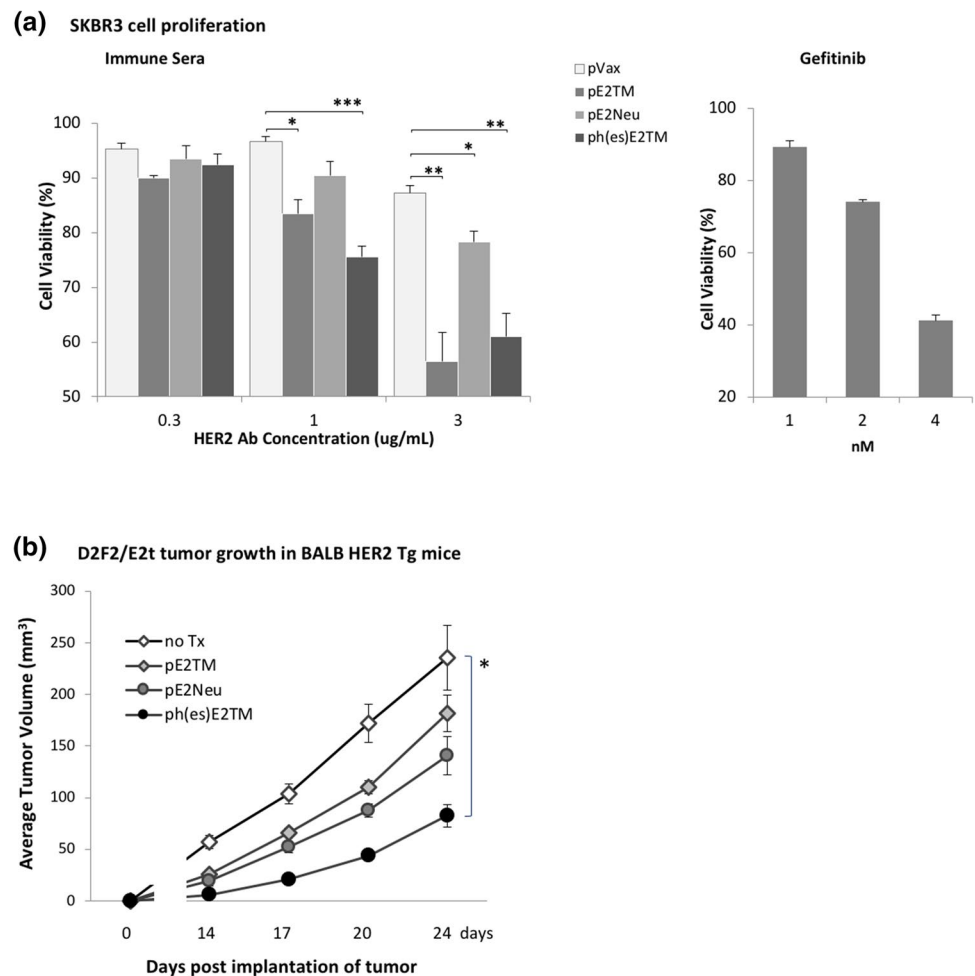 (a) SKBR3 cell proliferation
Immune Sera
Gefitinib
pVax
pE2TM
pE2Neu
ph(es)E2TM
***
*
**
*
**
Cell Viability (%)
100
90
80
70
60
50
0.3 1 3
HER2 Ab Concentration (ug/mL)
Cell Viability (%)
100
80
60
40
20
1 2 4
nM
(b) D2F2/E2t tumor growth in BALB HER2 Tg mice
Average Tumor Volume (mm³)
300
250
200
150
100
50
0
no Tx
pE2TM
pE2Neu
ph(es)E2TM
*
0 14 17 20 24 days
Days post implantation of tumor